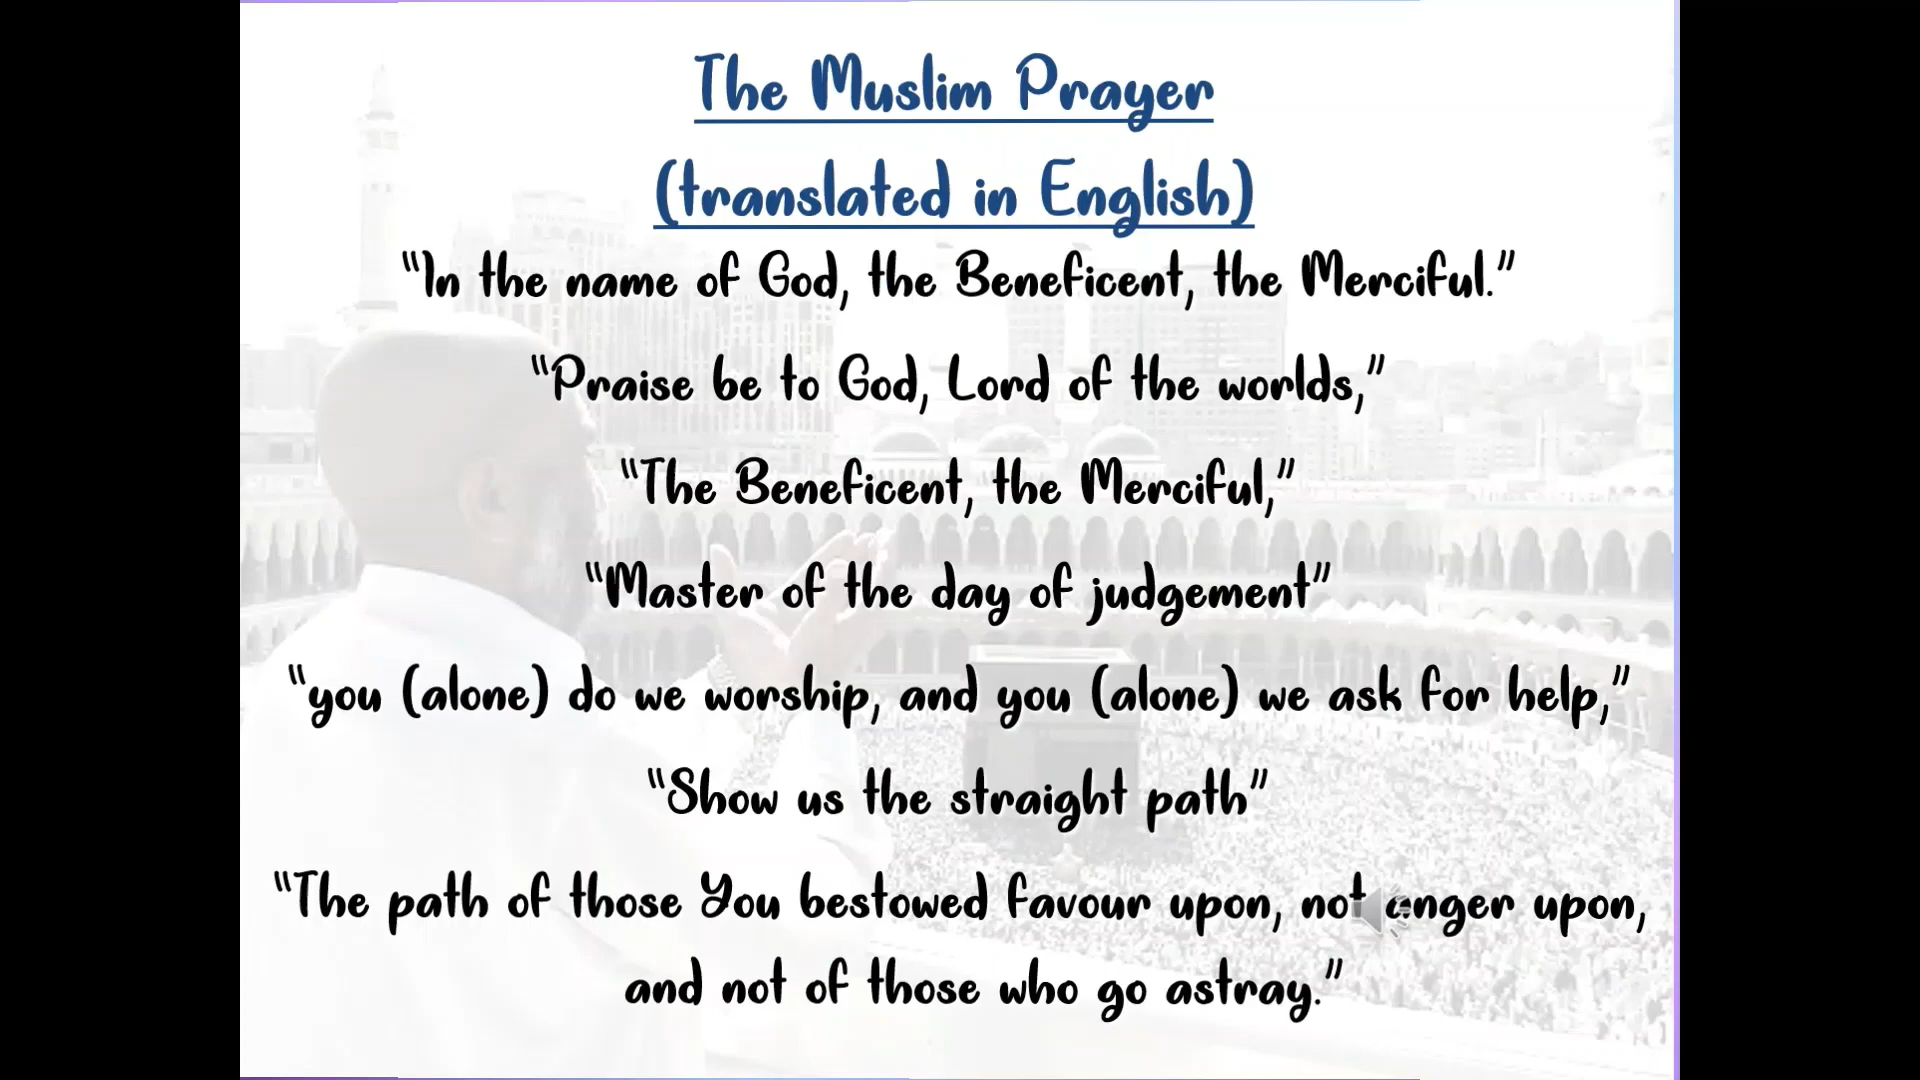 The Muslim Prayer
(translated in English)
"In the name of God, the Beneficent, the Merciful."
"Praise be to God, Lord of the worlds,"
"The Beneficent, the Merciful,"
"Master of the day of judgement"
"you (alone) do we worship, and you (alone) we ask for help,"
"Show us the straight path"
"The path of those You bestowed favour upon, not anger upon,
and not of those who go astray."